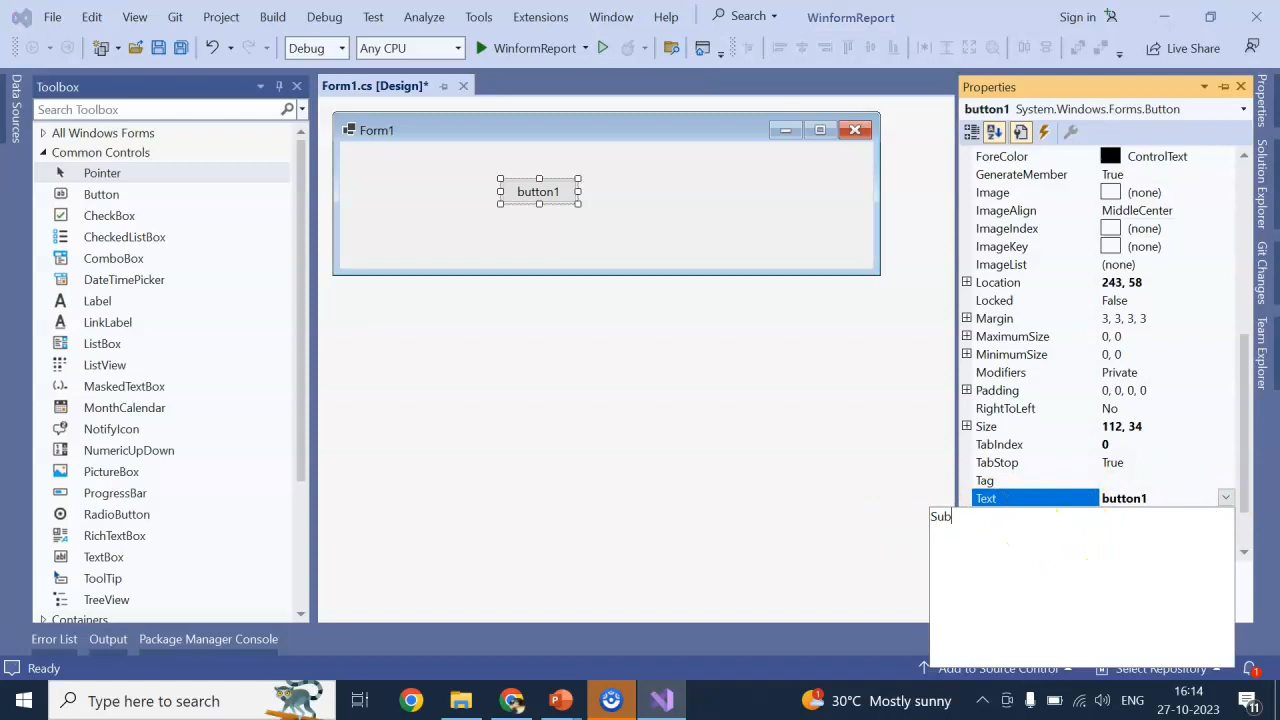 File Edit View Git Project Build Debug Test Analyze Tools Extensions Window Help Search WinformReport Sign in
Debug Any CPU WinformReport Live Share
Data Sources
Toolbox
Search Toolbox
All Windows Forms
Common Controls
Pointer
Button
CheckBox
CheckedListBox
ComboBox
DateTimePicker
Label
LinkLabel
ListBox
ListView
MaskedTextBox
MonthCalendar
NotifyIcon
NumericUpDown
PictureBox
ProgressBar
RadioButton
RichTextBox
TextBox
ToolTip
TreeView
Containers
Form1.cs [Design]*
Form1
button1
Properties
button1 System.Windows.Forms.Button
ForeColor ControlText
GenerateMember True
Image (none)
ImageAlign MiddleCenter
ImageIndex (none)
ImageKey (none)
ImageList (none)
Location 243, 58
Locked False
Margin 3, 3, 3, 3
MaximumSize 0, 0
MinimumSize 0, 0
Modifiers Private
Padding 0, 0, 0, 0
RightToLeft No
Size 112, 34
TabIndex 0
TabStop True
Tag
Text button1
Sub
Properties
Solution Explorer
Git Changes
Team Explorer
Error List Output Package Manager Console
Ready Add to Source Control Select Repository 1
Type here to search 1 30°C Mostly sunny ENG 16:14
27-10-2023 11